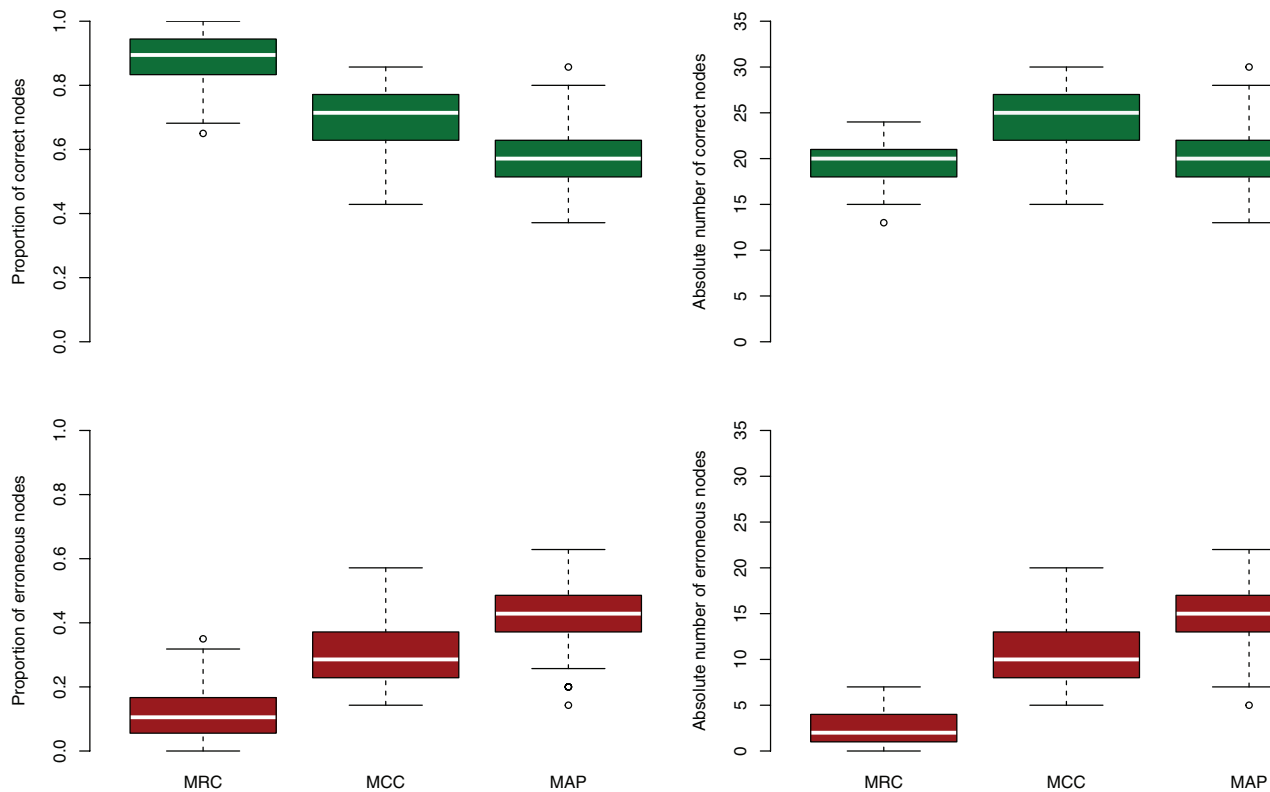 Proportion of correct nodes
1.0
0.8
0.6
0.4
0.2
0.0
Absolute number of correct nodes
35
30
25
20
15
10
5
0
Proportion of erroneous nodes
1.0
0.8
0.6
0.4
0.2
0.0
MRC
MCC
MAP
Absolute number of erroneous nodes
35
30
25
20
15
10
5
0
MRC
MCC
MAP